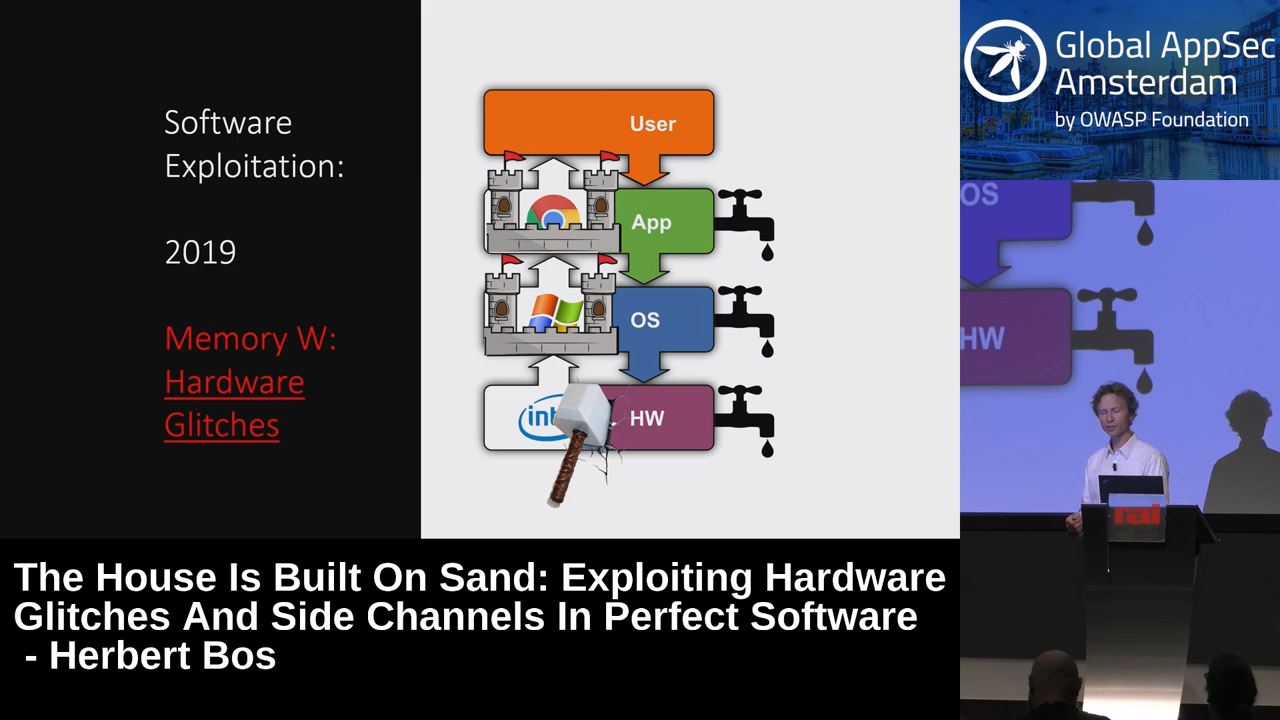 Software
Exploitation:
2019
Memory W:
Hardware
Glitches
User
App
OS
HW
Global AppSec
Amsterdam
by OWASP Foundation
OS
HW
rai
The House Is Built On Sand: Exploiting Hardware
Glitches And Side Channels In Perfect Software
- Herbert Bos